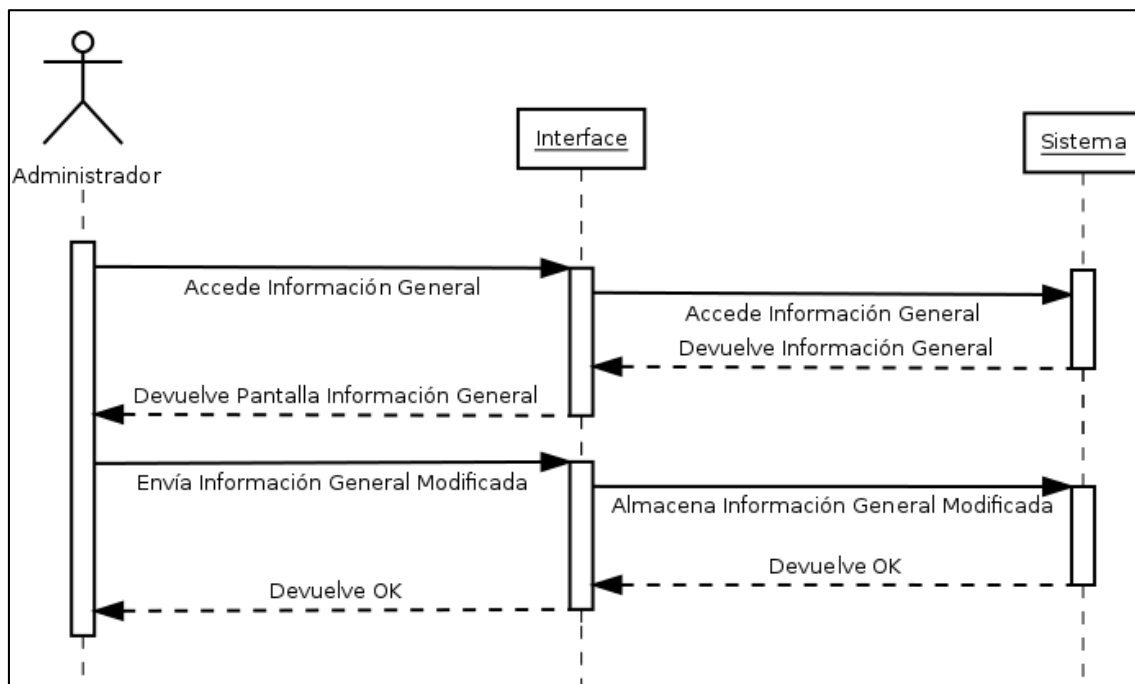 Administrador
Interface
Sistema
Accede Información General
Accede Información General
Devuelve Información General
Devuelve Pantalla Información General
Envía Información General Modificada
Almacena Información General Modificada
Devuelve OK
Devuelve OK